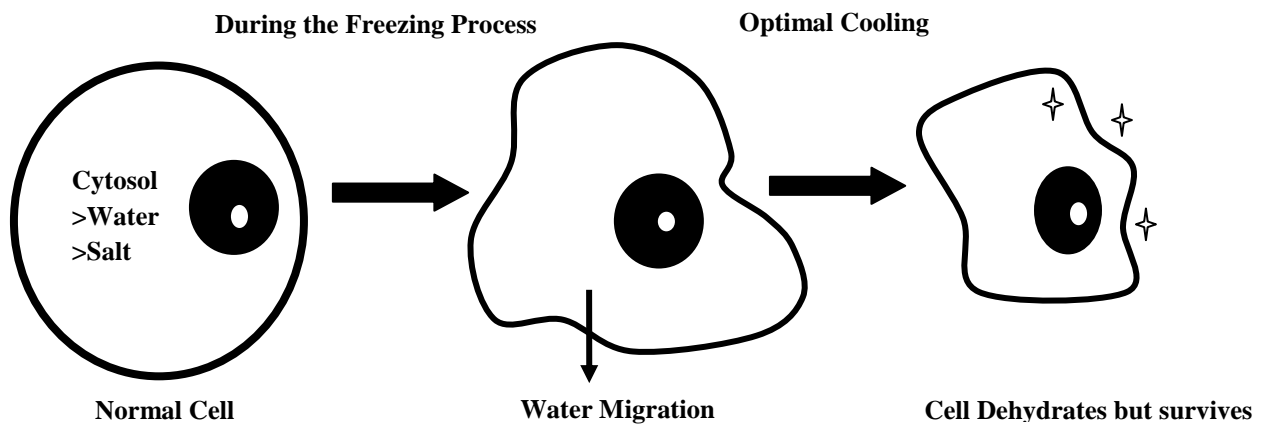 During the Freezing Process
Optimal Cooling
Cytosol
>Water
>Salt
Normal Cell
Water Migration
Cell Dehydrates but survives